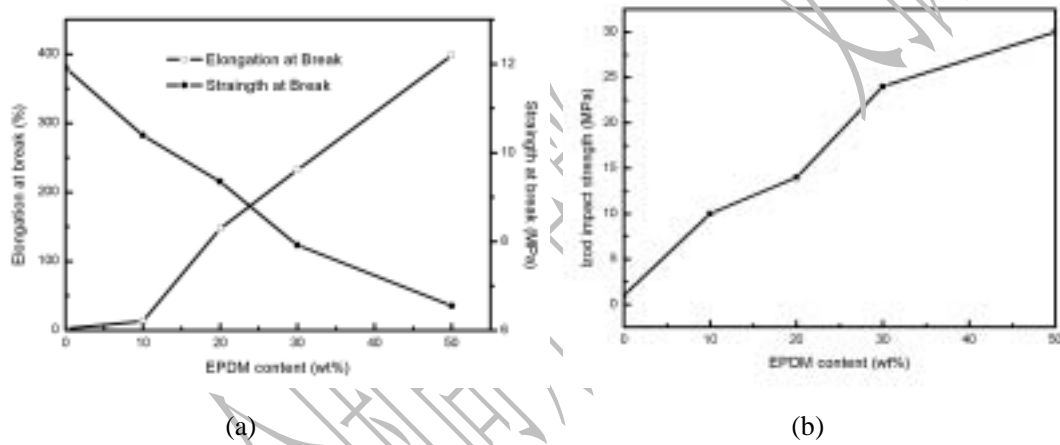 Elongation at Break
Straingth at Break
Elongation at break (%)
400
300
200
100
0
Straingth at break (MPa)
12
10
8
6
0 10 20 30 40 50
EPDM content (wt%)
(a)
Izod impact strength (MPa)
30
25
20
15
10
5
0
0 10 20 30 40 50
EPDM content (wt%)
(b)